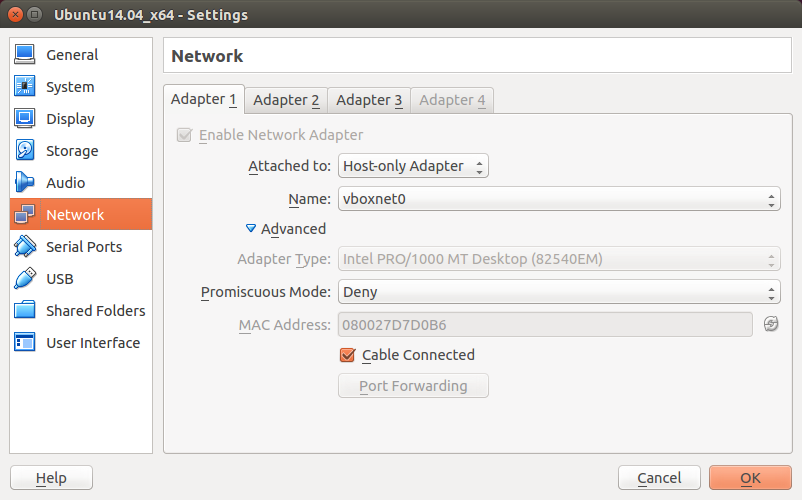 Ubuntu14.04_x64 - Settings
General
System
Display
Storage
Audio
Network
Serial Ports
USB
Shared Folders
User Interface
Network
Adapter 1 Adapter 2 Adapter 3 Adapter 4
Enable Network Adapter
Attached to: Host-only Adapter
Name: vboxnet0
Advanced
Adapter Type: Intel PRO/1000 MT Desktop (82540EM)
Promiscuous Mode: Deny
MAC Address: 080027D7D0B6
Cable Connected
Port Forwarding
Help Cancel OK